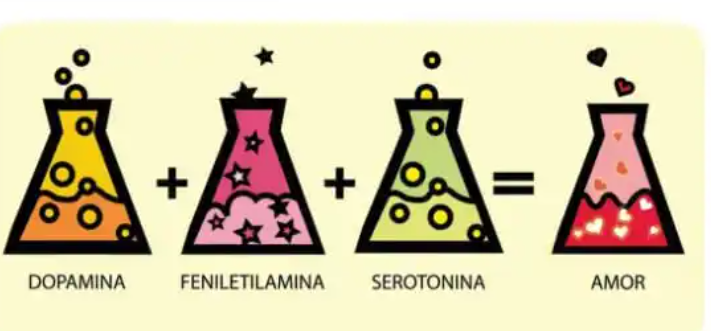 + + =
DOPAMINA FENILETILAMINA SEROTONINA AMOR